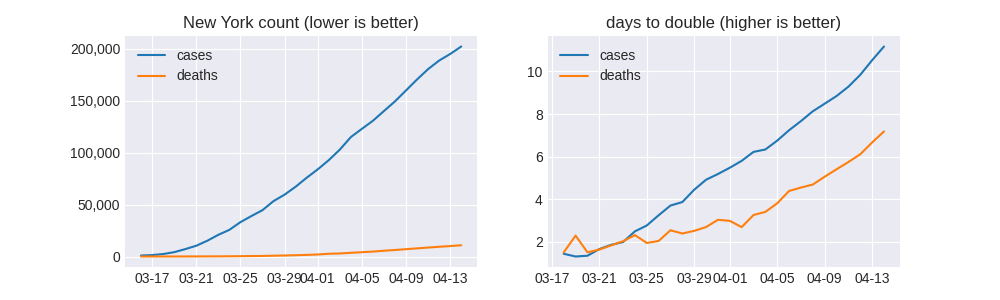 New York count (lower is better)
cases
deaths
200,000
150,000
100,000
50,000
0
03-17 03-21 03-25 03-29 04-01 04-05 04-09 04-13
days to double (higher is better)
cases
deaths
10
8
6
4
2
03-17 03-21 03-25 03-29 04-01 04-05 04-09 04-13